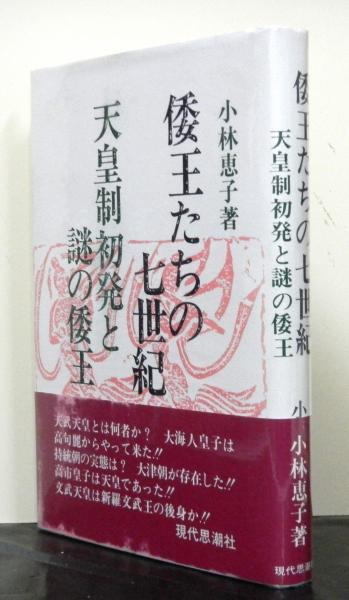 小林惠子著
倭王たちの七世紀
天皇制初発と謎の倭王
天武天皇とは何者か？　大海人皇子は
高句麗からやって来た!!
持統朝の実態は？　大津朝が存在した!!
高市皇子は天皇であった!!
文武天皇は新羅文武王の後身か!!
現代思潮社
倭王たちの七世紀
天皇制初発と謎の倭王
小
小林惠子著
現代思潮社